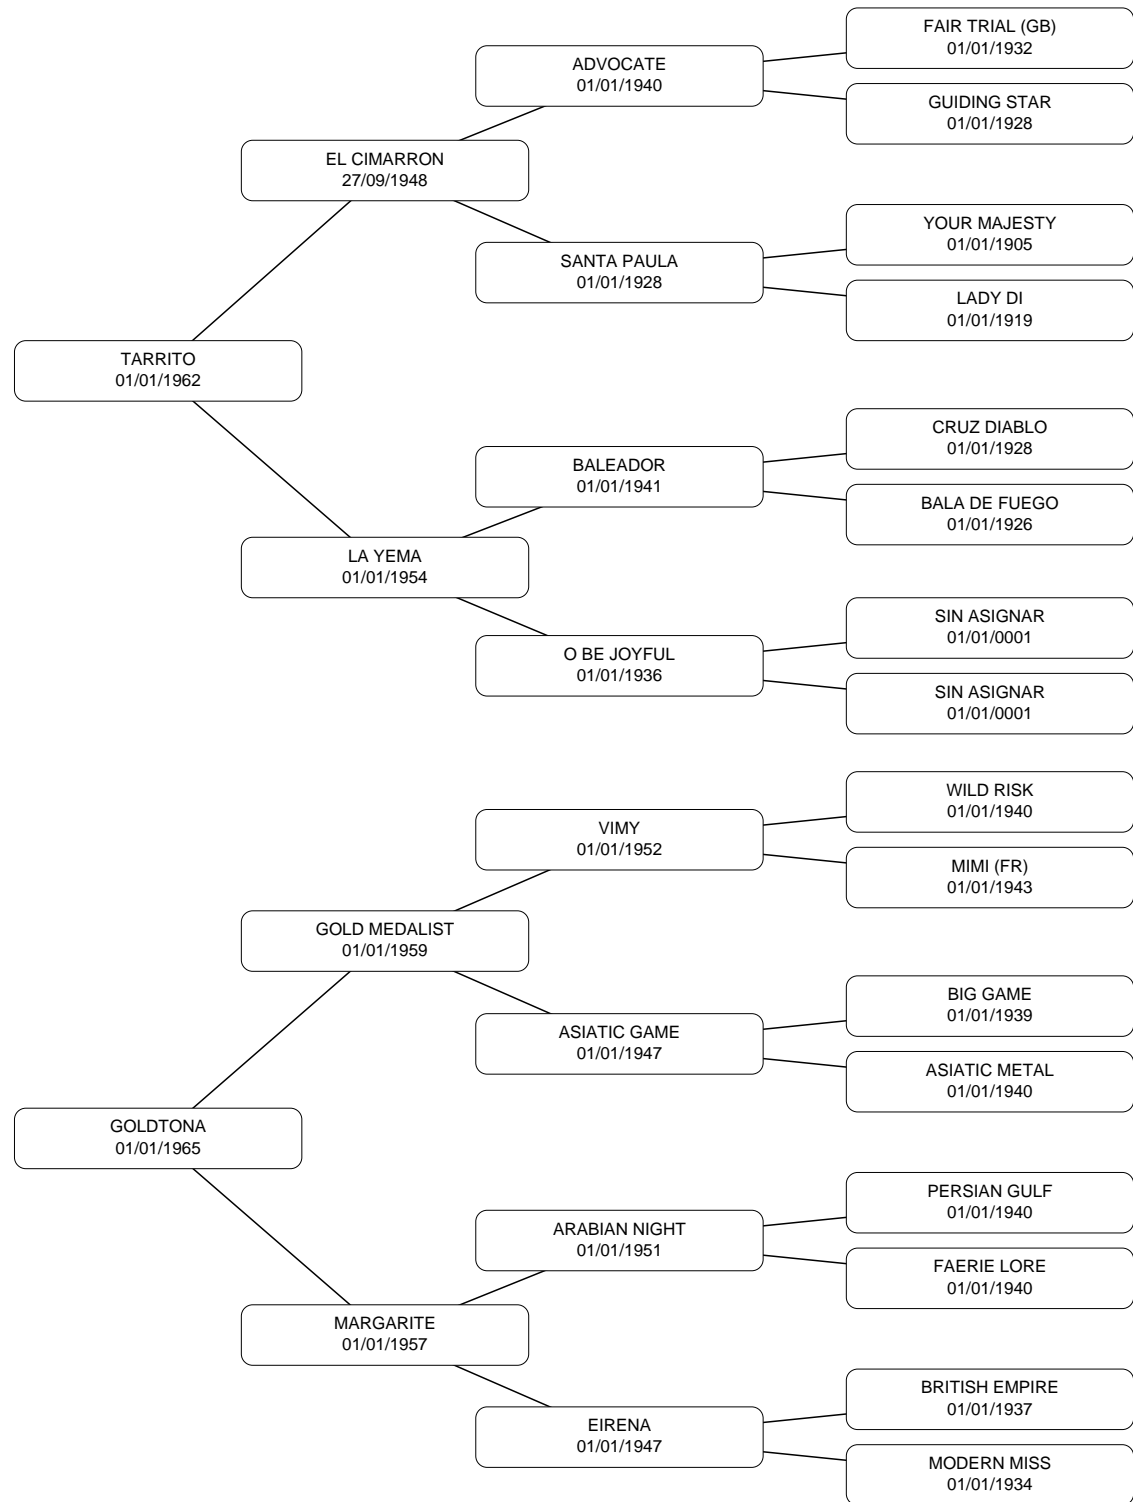 FAIR TRIAL (GB)
01/01/1932
ADVOCATE
01/01/1940
GUIDING STAR
01/01/1928
EL CIMARRON
27/09/1948
YOUR MAJESTY
01/01/1905
SANTA PAULA
01/01/1928
LADY DI
01/01/1919
TARRITO
01/01/1962
CRUZ DIABLO
01/01/1928
BALEADOR
01/01/1941
BALA DE FUEGO
01/01/1926
LA YEMA
01/01/1954
SIN ASIGNAR
01/01/0001
O BE JOYFUL
01/01/1936
SIN ASIGNAR
01/01/0001
WILD RISK
01/01/1940
VIMY
01/01/1952
MIMI (FR)
01/01/1943
GOLD MEDALIST
01/01/1959
BIG GAME
01/01/1939
ASIATIC GAME
01/01/1947
ASIATIC METAL
01/01/1940
GOLDTONA
01/01/1965
PERSIAN GULF
01/01/1940
ARABIAN NIGHT
01/01/1951
FAERIE LORE
01/01/1940
MARGARITE
01/01/1957
BRITISH EMPIRE
01/01/1937
EIRENA
01/01/1947
MODERN MISS
01/01/1934